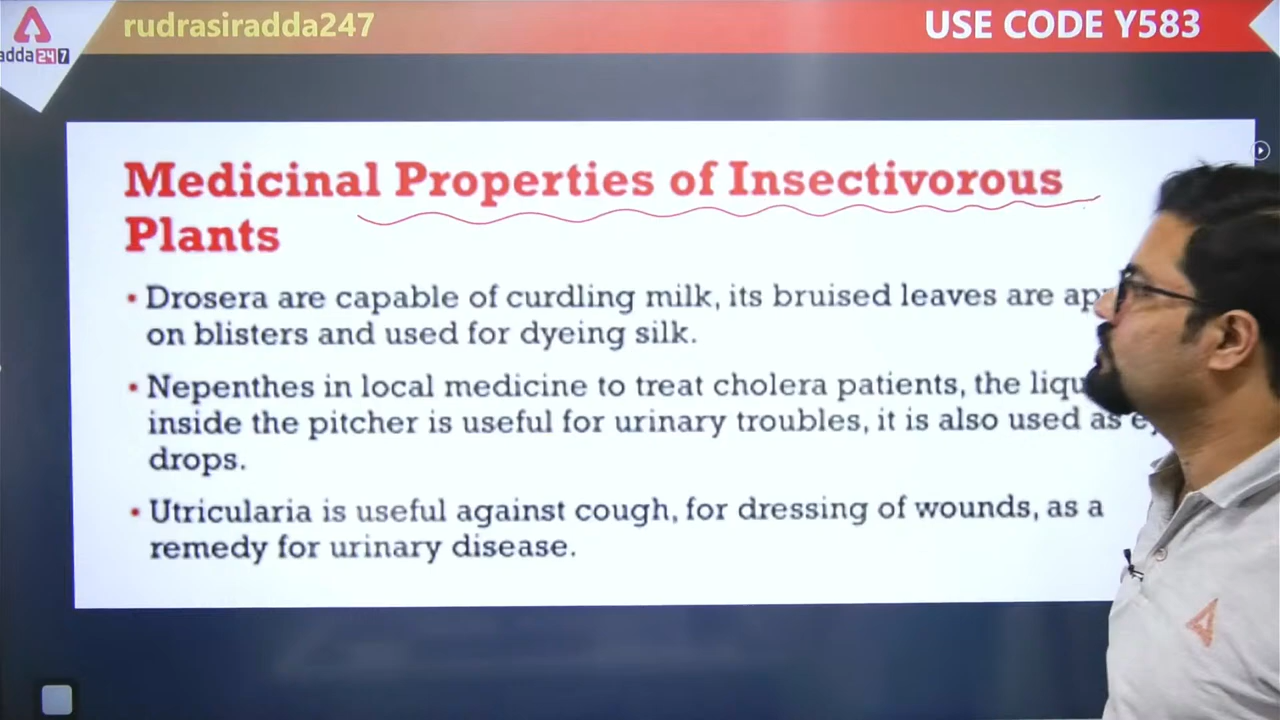 rudrasiradda247
USE CODE Y583
adda247
Medicinal Properties of Insectivorous
Plants
• Drosera are capable of curdling milk, its bruised leaves are
on blisters and used for dyeing silk.
• Nepenthes in local medicine to treat cholera patients, the
inside the pitcher is useful for urinary troubles, it is also used as
drops.
• Utricularia is useful against cough, for dressing of wounds, as a
remedy for urinary disease.